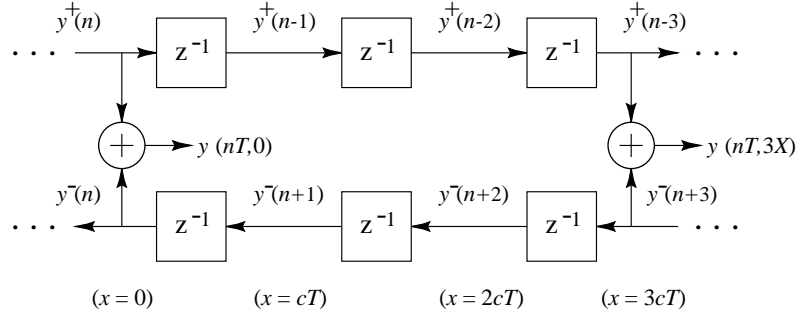 y⁺(n) y⁺(n-1) y⁺(n-2) y⁺(n-3)
· · · z⁻¹ z⁻¹ z⁻¹ · · ·
+ y (nT,0) + y (nT,3X)
y⁻(n) y⁻(n+1) y⁻(n+2) y⁻(n+3)
· · · z⁻¹ z⁻¹ z⁻¹ · · ·
(x = 0) (x = cT) (x = 2cT) (x = 3cT)